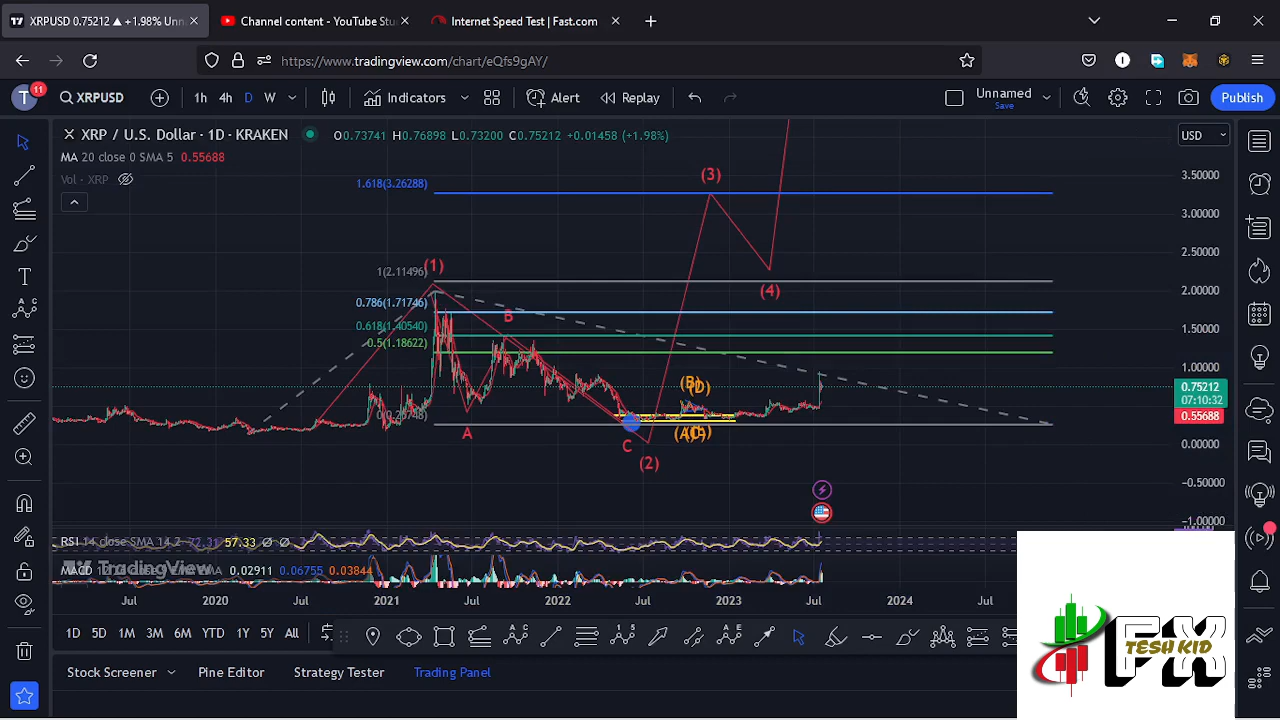 XRPUSD 0.75212 ▲ +1.98% Unn
Channel content - YouTube Stu
Internet Speed Test | Fast.com
https://www.tradingview.com/chart/eQfs9gAY/
T 11
XRPUSD
1h 4h D W
Indicators
Alert
Replay
Unnamed
Save
Publish
XRP / U.S. Dollar · 1D · KRAKEN
O0.73741 H0.76898 L0.73200 C0.75212 +0.01458 (+1.98%)
USD
MA 20 close 0 SMA 5 0.55688
Vol · XRP
3.50000
3.00000
2.50000
2.00000
1.50000
1.00000
0.75212
07:10:32
0.55688
0.00000
−0.50000
−1.00000
1.618(3.26288)
1(2.11496)
0.786(1.71746)
0.618(1.40540)
0.5(1.18622)
(1)
(3)
(4)
B
A
C
(2)
(B)
(D)
(A)
(C)
RSI 14 close SMA 14 2 72.31 57.33 Ø Ø
MACD
0.02911 0.06755 0.03844
TradingView
Jul 2020 Jul 2021 Jul 2022 Jul 2023 Jul 2024 Jul
1D 5D 1M 3M 6M YTD 1Y 5Y All
Stock Screener
Pine Editor
Strategy Tester
Trading Panel
FX
TESH KID